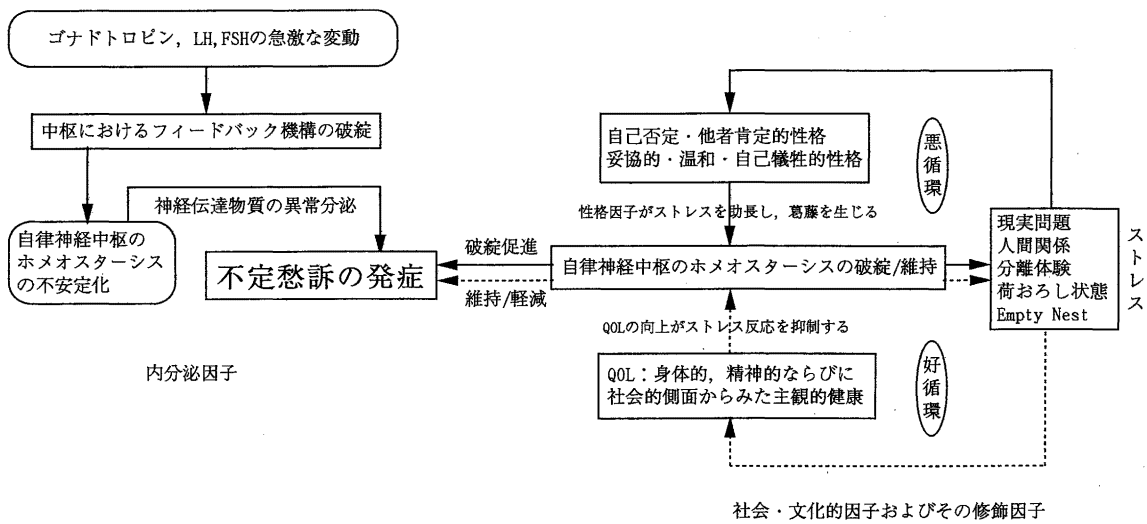 ゴナドトロピン, LH,FSHの急激な変動
中枢におけるフィードバック機構の破綻
神経伝達物質の異常分泌
自律神経中枢の
ホメオスターシス
の不安定化
不定愁訴の発症
内分泌因子
自己否定・他者肯定的性格
妥協的・温和・自己犠牲的性格
悪循環
性格因子がストレスを助長し，葛藤を生じる
破綻促進
維持/軽減
自律神経中枢のホメオスターシスの破綻/維持
現実問題
人間関係
分離体験
荷おろし状態
Empty Nest
ストレス
QOLの向上がストレス反応を抑制する
QOL：身体的，精神的ならびに
社会的側面からみた主観的健康
好循環
社会・文化的因子およびその修飾因子